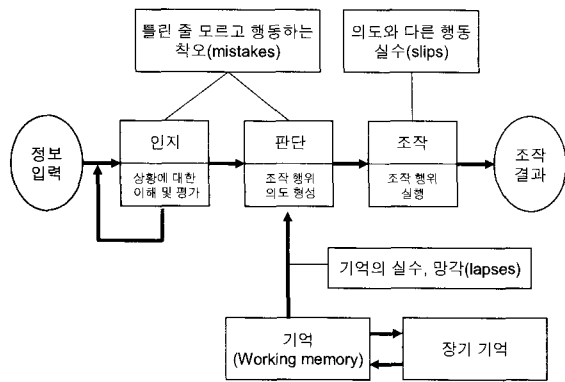 틀린 줄 모르고 행동하는
착오(mistakes)
의도와 다른 행동
실수(slips)
정보
입력
인지
상황에 대한
이해 및 평가
판단
조작 행위
의도 형성
조작
조작 행위
실행
조작
결과
기억의 실수, 망각(lapses)
기억
(Working memory)
장기 기억